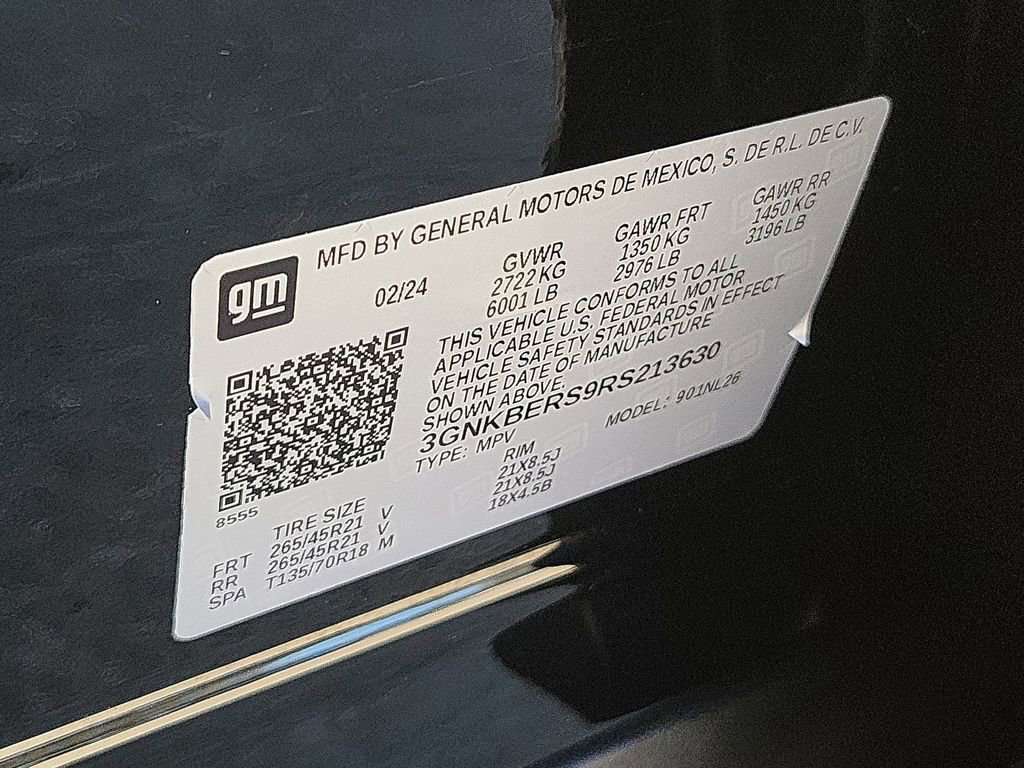 gm
MFD BY GENERAL MOTORS DE MEXICO, S. DE R.L. DE C.V.
02/24
GVWR GAWR FRT GAWR RR
2722 KG 1350 KG 1450 KG
6001 LB 2976 LB 3196 LB
THIS VEHICLE CONFORMS TO ALL
APPLICABLE U.S. FEDERAL MOTOR
VEHICLE SAFETY STANDARDS IN EFFECT
ON THE DATE OF MANUFACTURE
SHOWN ABOVE.
3GNKBERS9RS213630
TYPE: MPV MODEL: 901NL26
8555
TIRE SIZE RIM
FRT 265/45R21 V 21X8.5J
RR 265/45R21 V 21X8.5J
SPA T135/70R18 M 18X4.5B